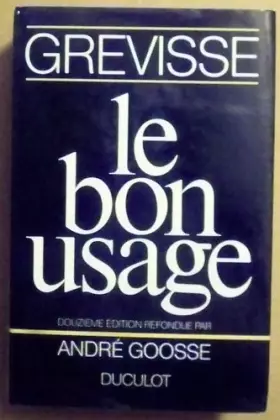 GREVISSE
le
bon
usage
DOUZIÈME ÉDITION REFONDUE PAR
ANDRÉ GOOSSE
DUCULOT